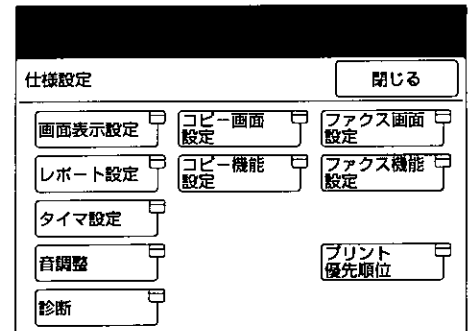 仕様設定
閉じる
画面表示設定
コピー画面
設定
ファクス画面
設定
レポート設定
コピー機能
設定
ファクス機能
設定
タイマ設定
音調整
プリント
優先順位
診断